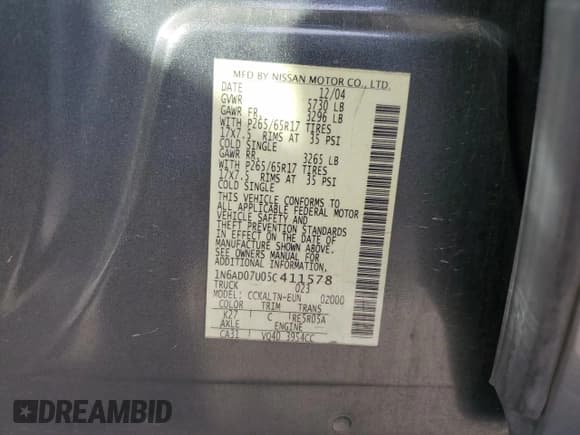 MFD BY NISSAN MOTOR CO., LTD.
DATE 12/04
GVWR 5730 LB
GAWR FR. 3296 LB
WITH P265/65R17 TIRES
17X7.5, RIMS AT 35 PSI
COLD SINGLE
GAWR RR. 3265 LB
WITH P265/65R17 TIRES
17X7.5 RIMS AT 35 PSI
COLD SINGLE
THIS VEHICLE CONFORMS TO
ALL APPLICABLE FEDERAL MOTOR
VEHICLE SAFETY AND
THEFT PREVENTION STANDARDS
IN EFFECT ON THE DATE OF
MANUFACTURE SHOWN ABOVE.
SEE OWNERS MANUAL FOR
ADDITIONAL INFORMATION.
1N6AD07U05C411578
TRUCK 023
MODEL: CCKALTN-EUN 02000
COLOR TRIM TRANS
K27 C RE5R05A
AXLE ENGINE
CA31 VQ40 3954CC
DREAMBID